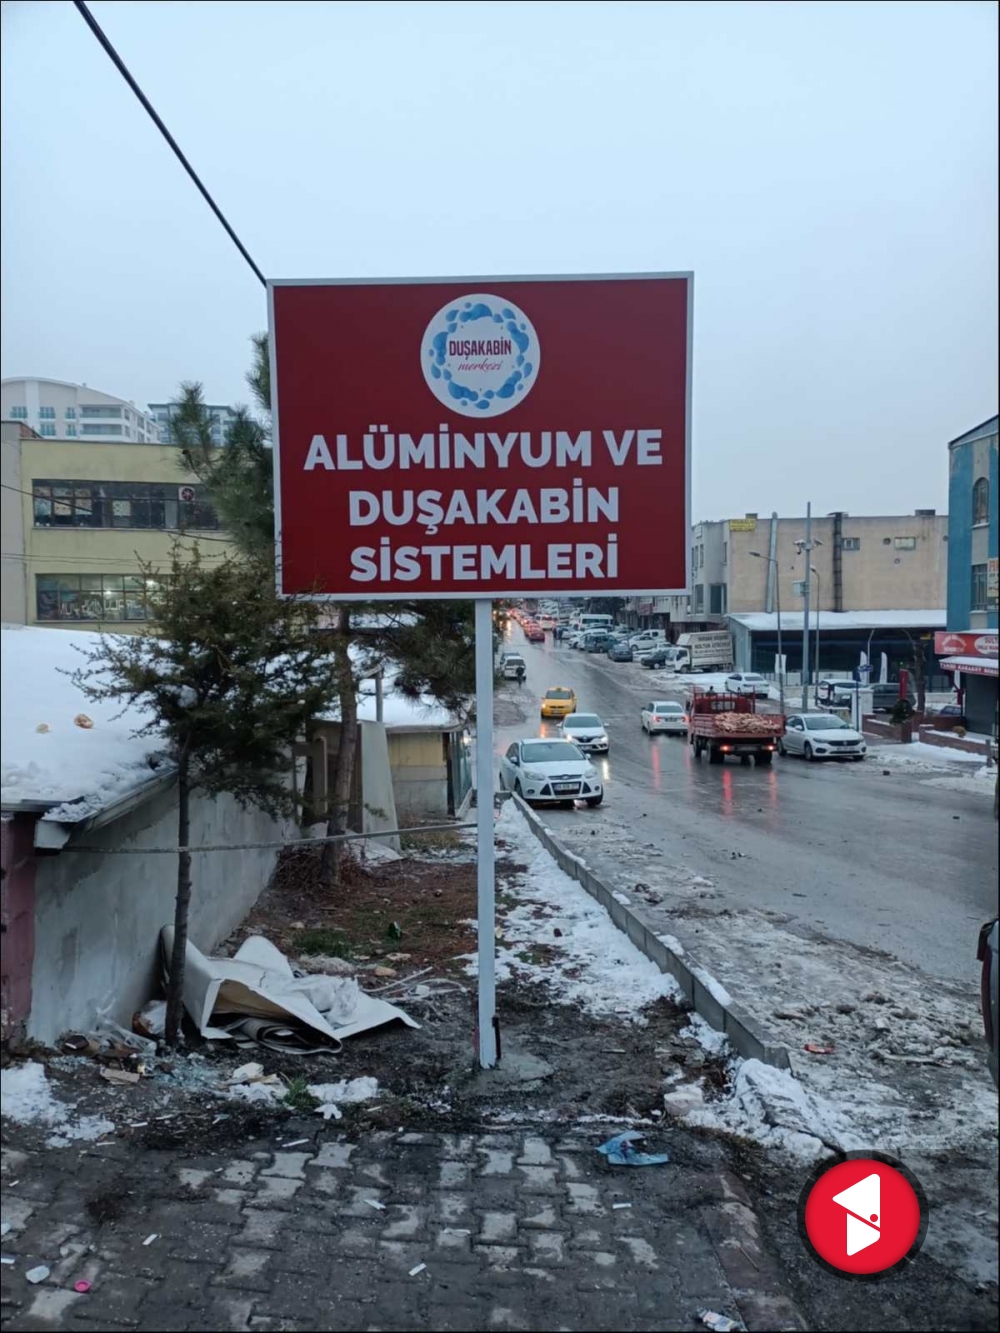 DUŞAKABİN
merkezi
ALÜMİNYUM VE
DUŞAKABİN
SİSTEMLERİ